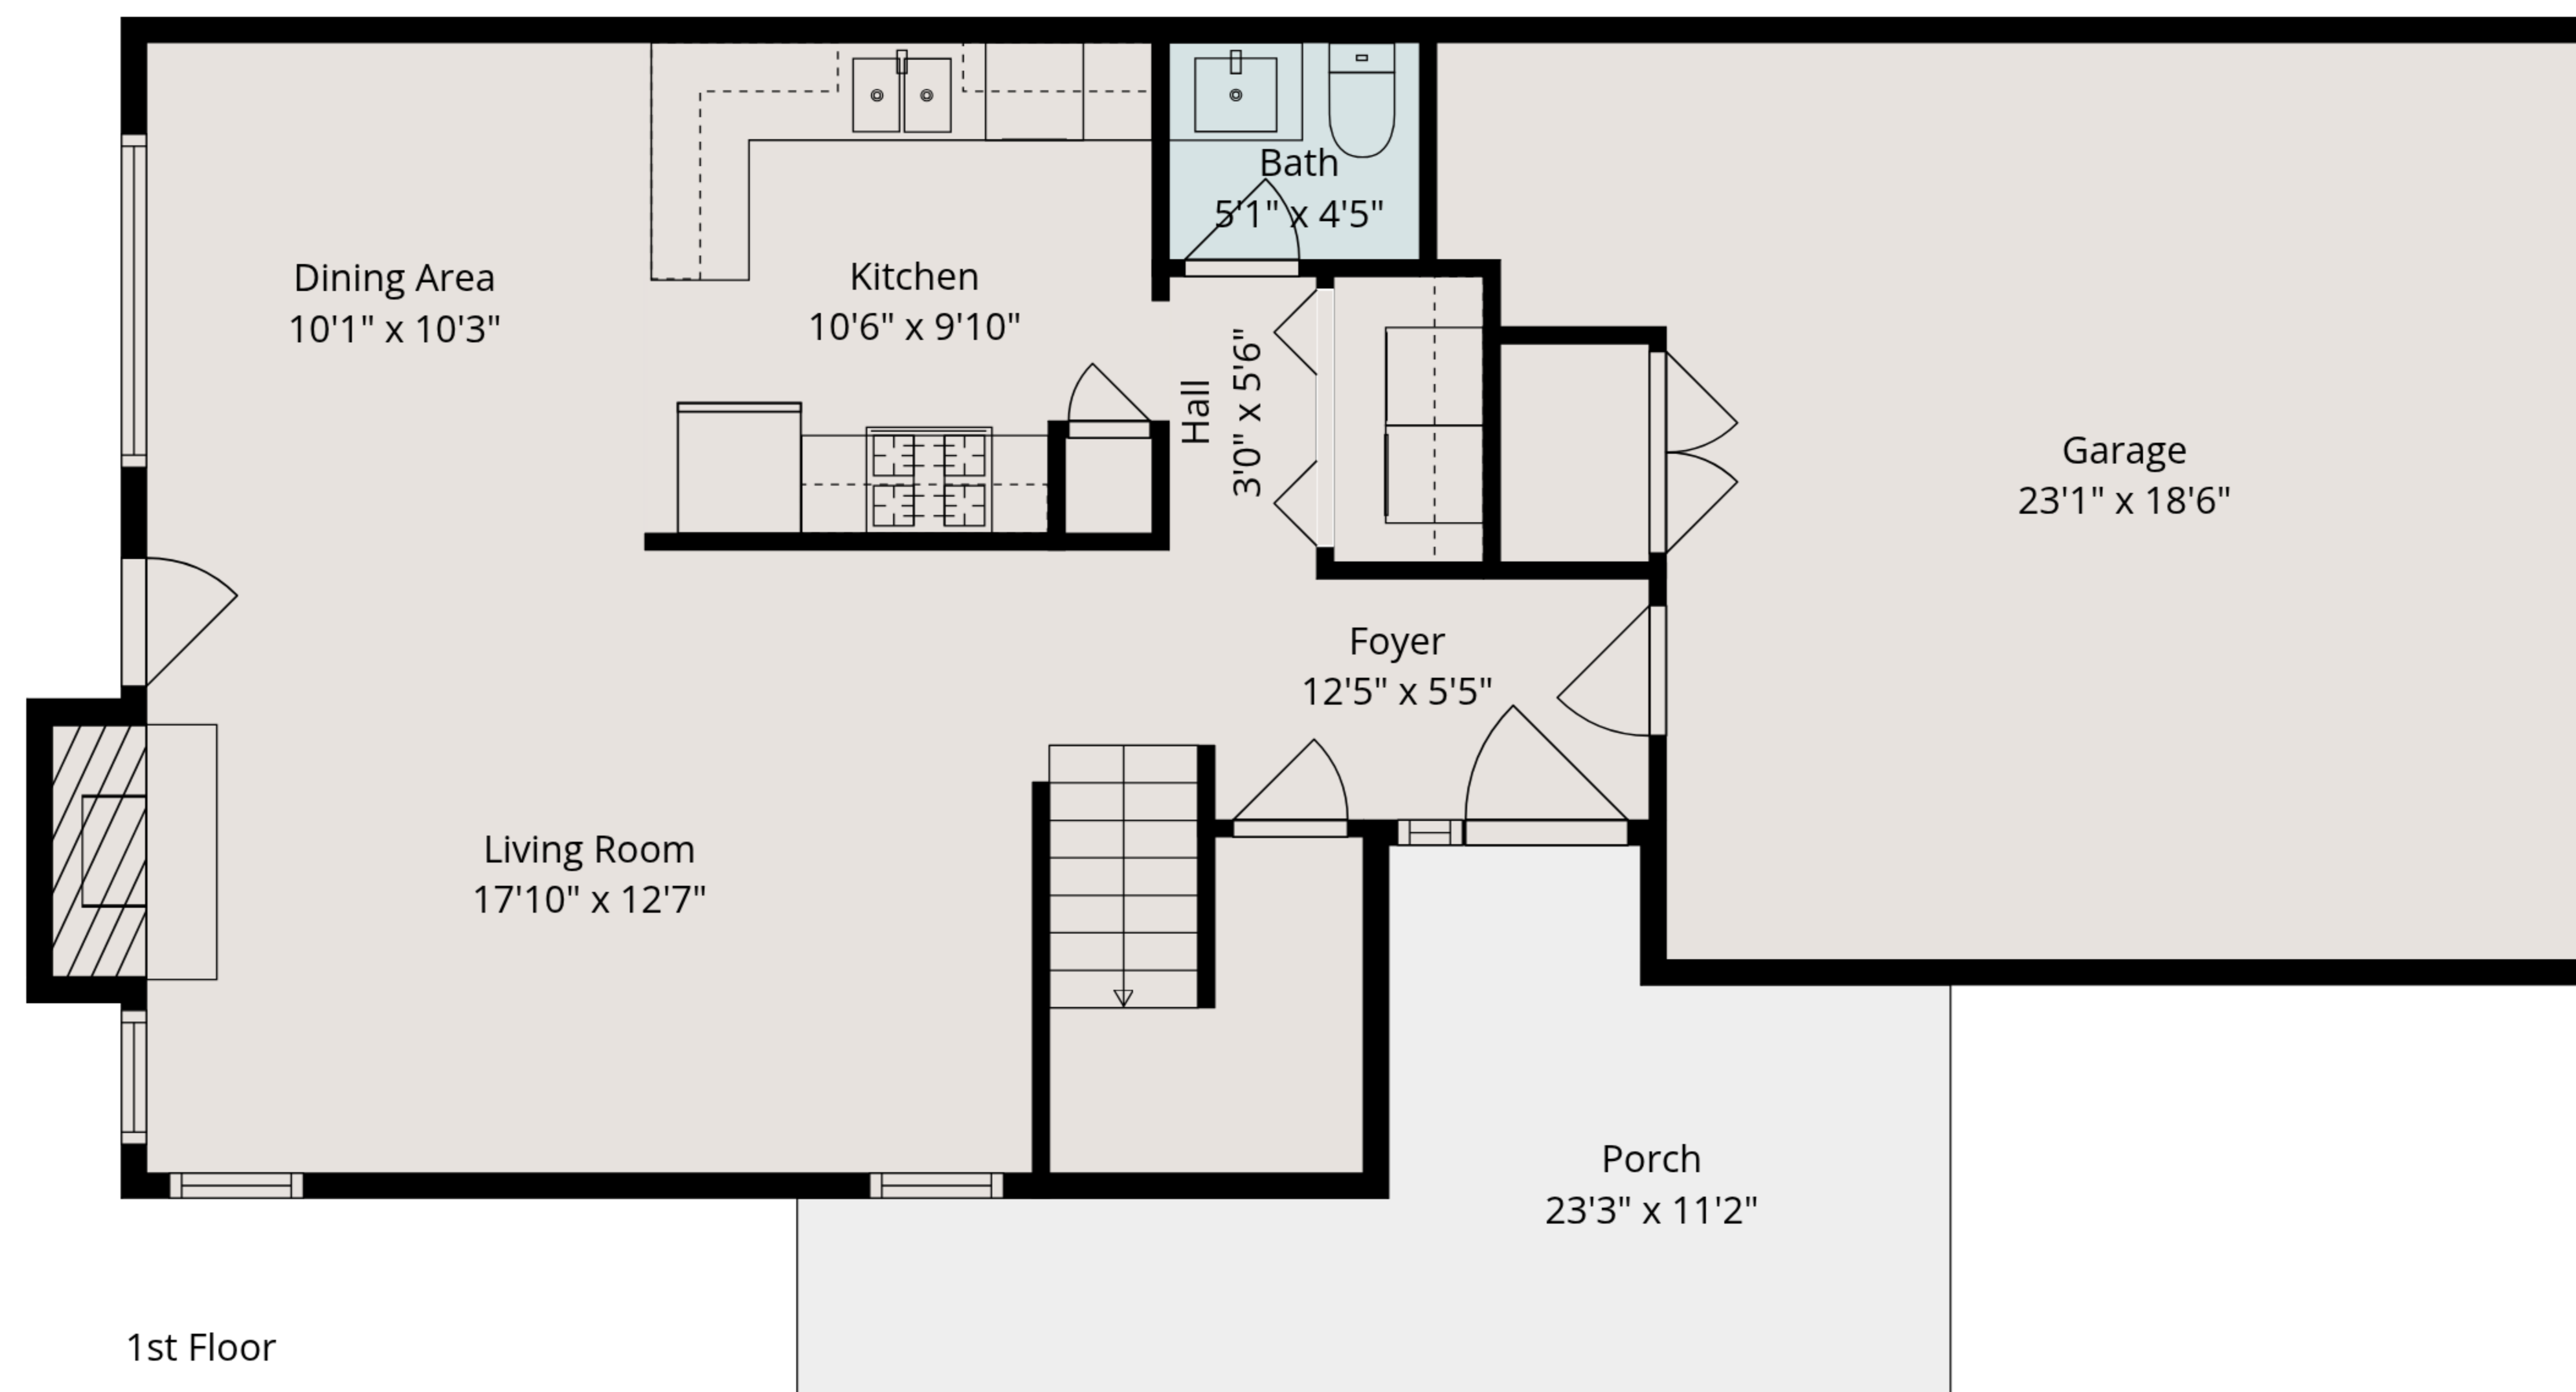 Bath
5'1" x 4'5"
Dining Area
10'1" x 10'3"
Kitchen
10'6" x 9'10"
Hall
3'0" x 5'6"
Garage
23'1" x 18'6"
Foyer
12'5" x 5'5"
Living Room
17'10" x 12'7"
Porch
23'3" x 11'2"
1st Floor